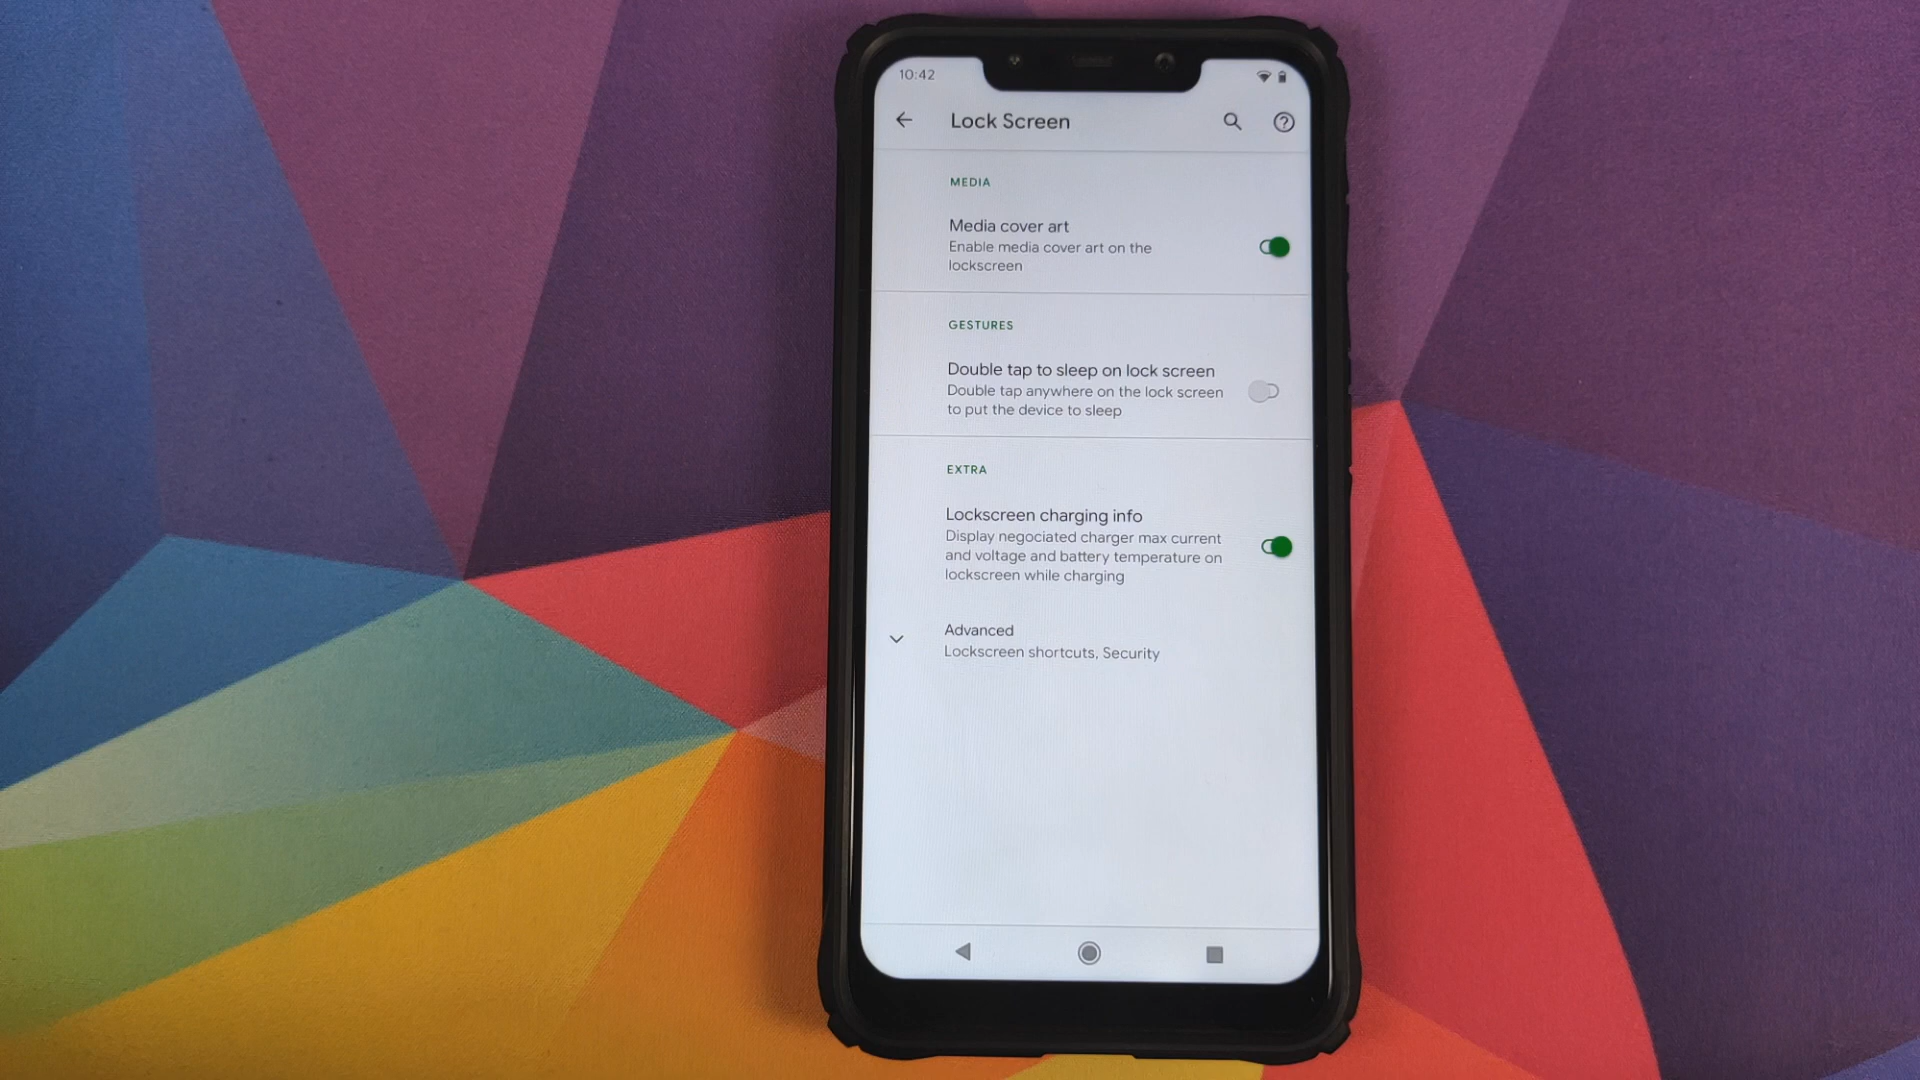 10:42
Lock Screen
MEDIA
Media cover art
Enable media cover art on the
lockscreen
GESTURES
Double tap to sleep on lock screen
Double tap anywhere on the lock screen
to put the device to sleep
EXTRA
Lockscreen charging info
Display negociated charger max current
and voltage and battery temperature on
lockscreen while charging
Advanced
Lockscreen shortcuts, Security